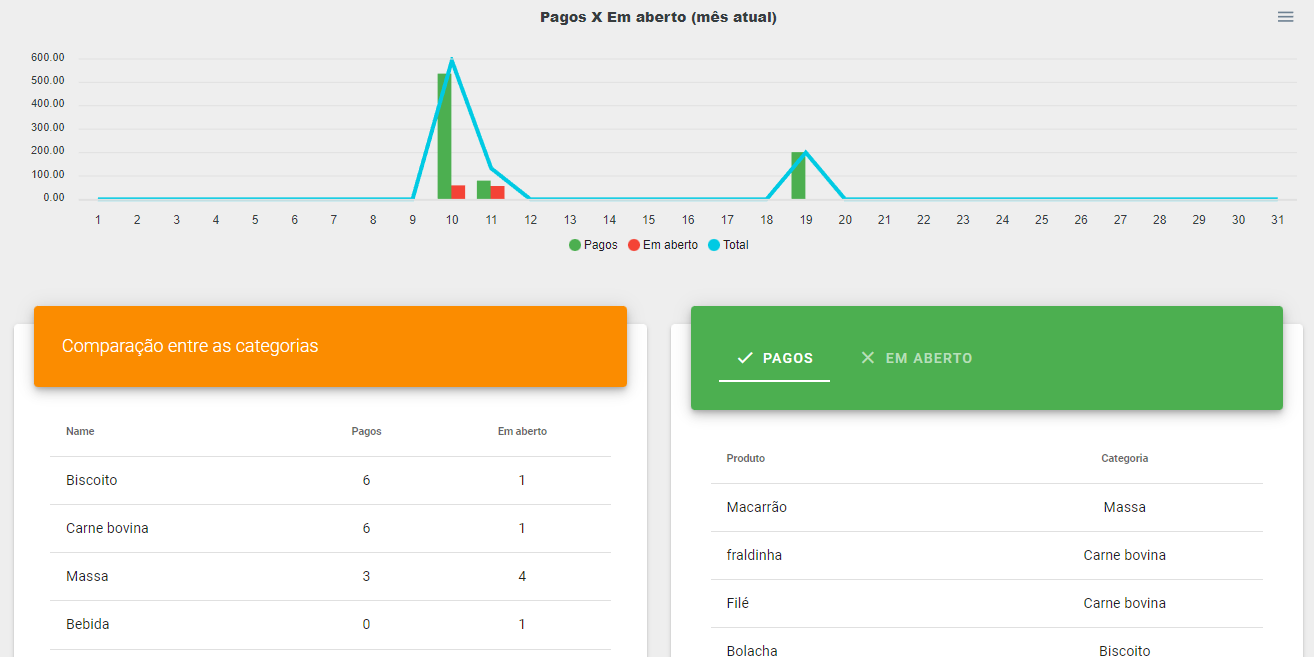 Pagos X Em aberto (mês atual)
600.00
500.00
400.00
300.00
200.00
100.00
0.00
1 2 3 4 5 6 7 8 9 10 11 12 13 14 15 16 17 18 19 20 21 22 23 24 25 26 27 28 29 30 31
Pagos Em aberto Total
Comparação entre as categorias
Name Pagos Em aberto
Biscoito 6 1
Carne bovina 6 1
Massa 3 4
Bebida 0 1
PAGOS EM ABERTO
Produto Categoria
Macarrão Massa
fraldinha Carne bovina
Filé Carne bovina
Bolacha Biscoito